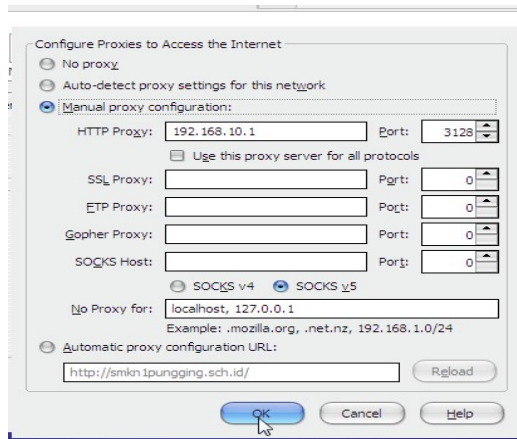 Configure Proxies to Access the Internet
No proxy
Auto-detect proxy settings for this network
Manual proxy configuration:
HTTP Proxy: 192.168.10.1 Port: 3128
Use this proxy server for all protocols
SSL Proxy: Port: 0
FTP Proxy: Port: 0
Gopher Proxy: Port: 0
SOCKS Host: Port: 0
SOCKS v4 SOCKS v5
No Proxy for: localhost, 127.0.0.1
Example: .mozilla.org, .net.nz, 192.168.1.0/24
Automatic proxy configuration URL:
http://smkn1pungging.sch.id/ Reload
OK Cancel Help